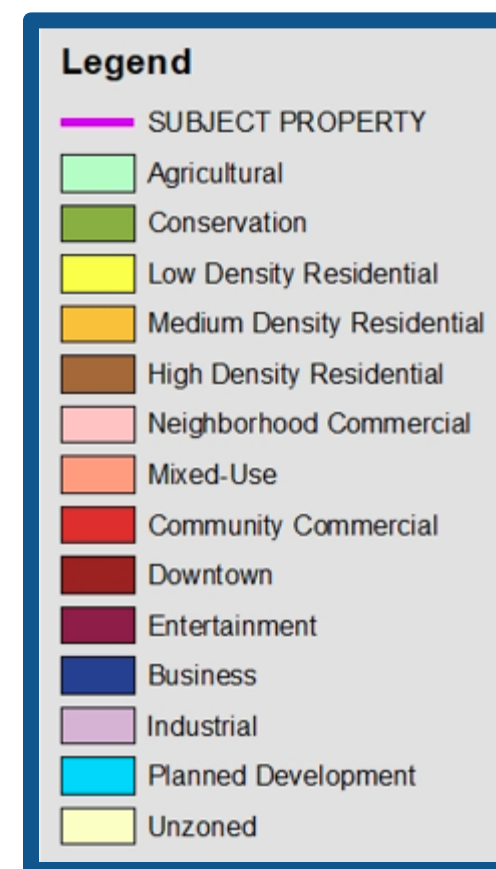 Legend
SUBJECT PROPERTY
Agricultural
Conservation
Low Density Residential
Medium Density Residential
High Density Residential
Neighborhood Commercial
Mixed-Use
Community Commercial
Downtown
Entertainment
Business
Industrial
Planned Development
Unzoned